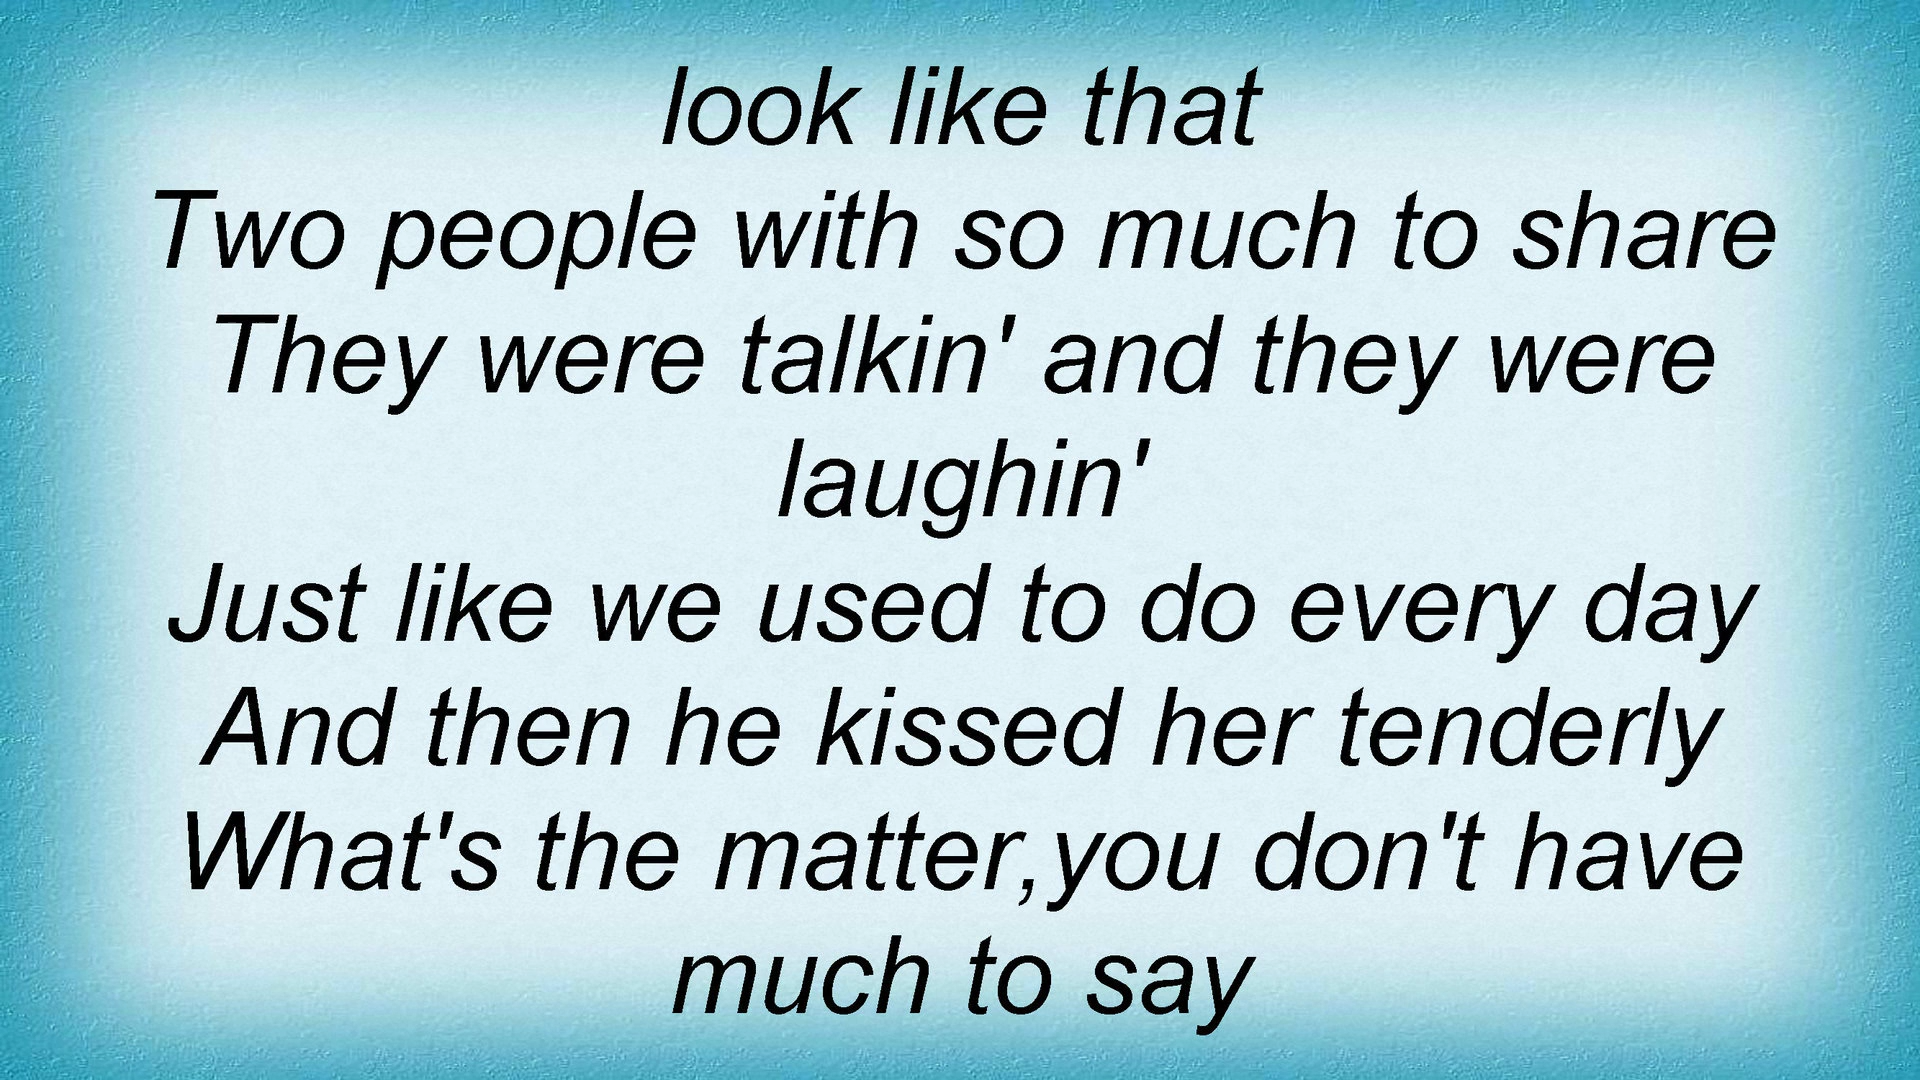 look like that
Two people with so much to share
They were talkin' and they were
laughin'
Just like we used to do every day
And then he kissed her tenderly
What's the matter,you don't have
much to say